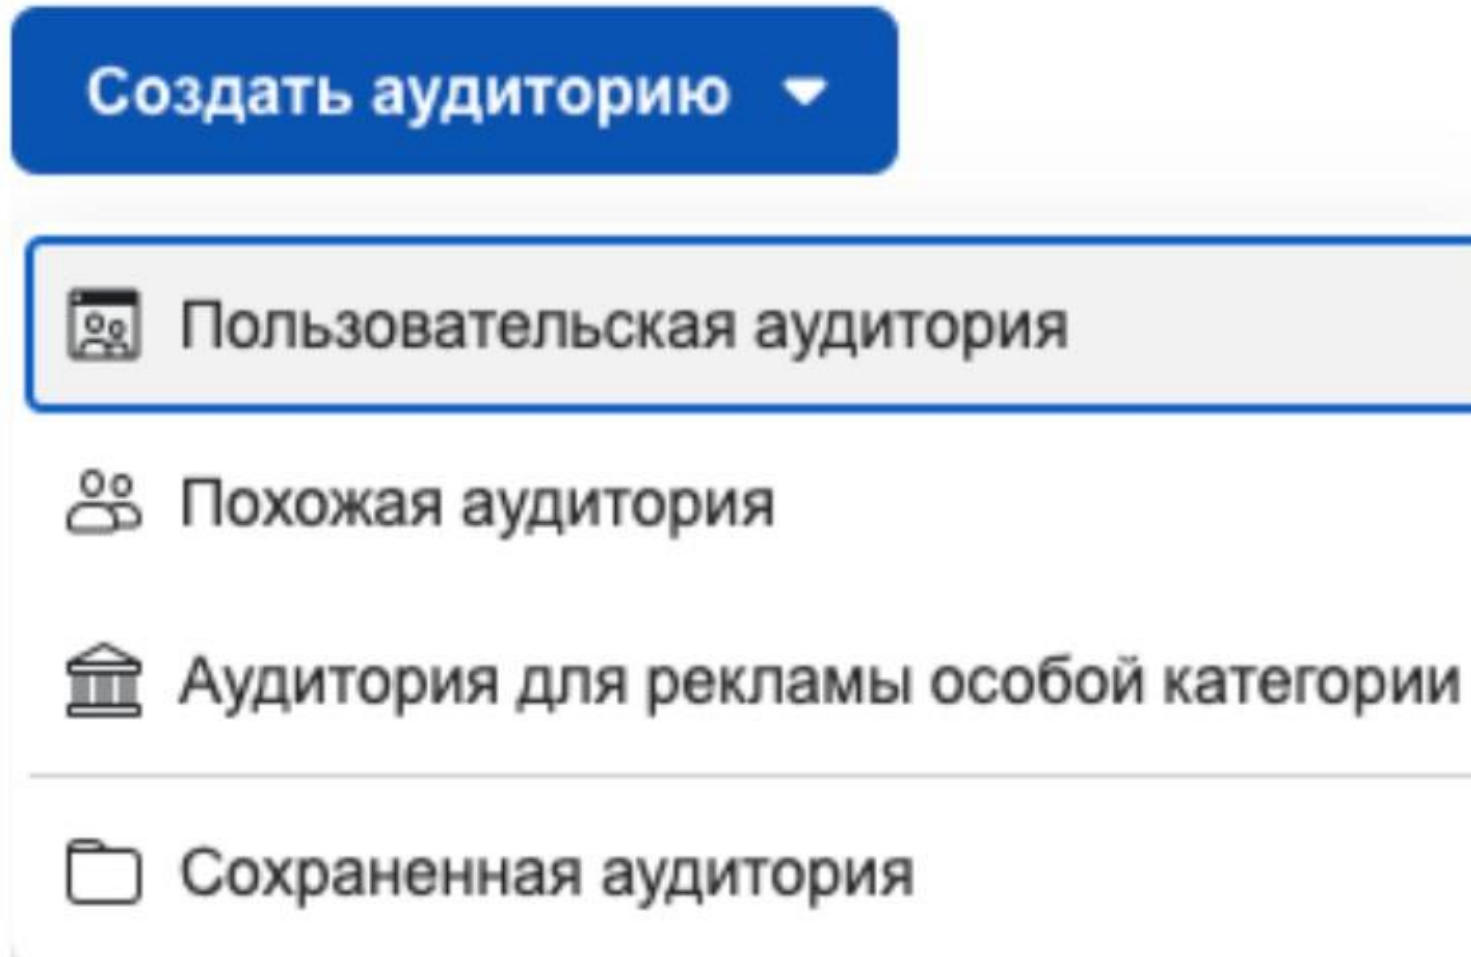 Создать аудиторию
Пользовательская аудитория
Похожая аудитория
Аудитория для рекламы особой категории
Сохраненная аудитория